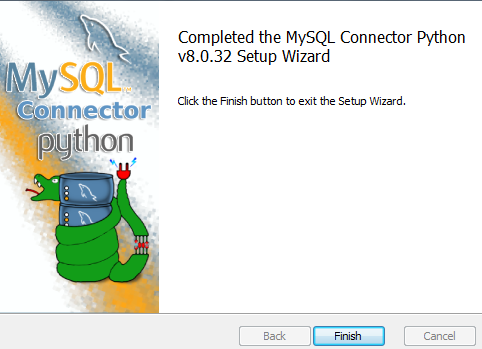 MySQL
Connector
python
Completed the MySQL Connector Python
v8.0.32 Setup Wizard
Click the Finish button to exit the Setup Wizard.
Back
Finish
Cancel